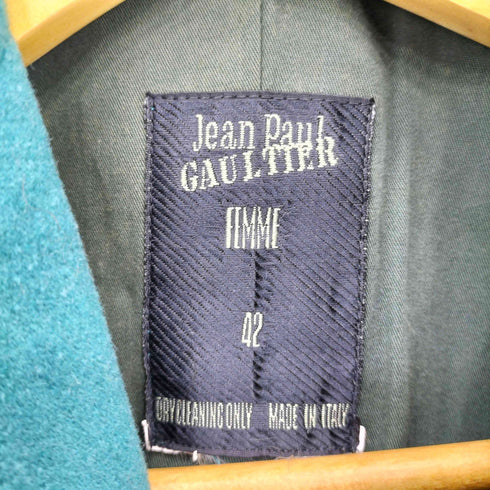 Jean Paul
GAULTIER
FEMME
42
DRY CLEANING ONLY MADE IN ITALY